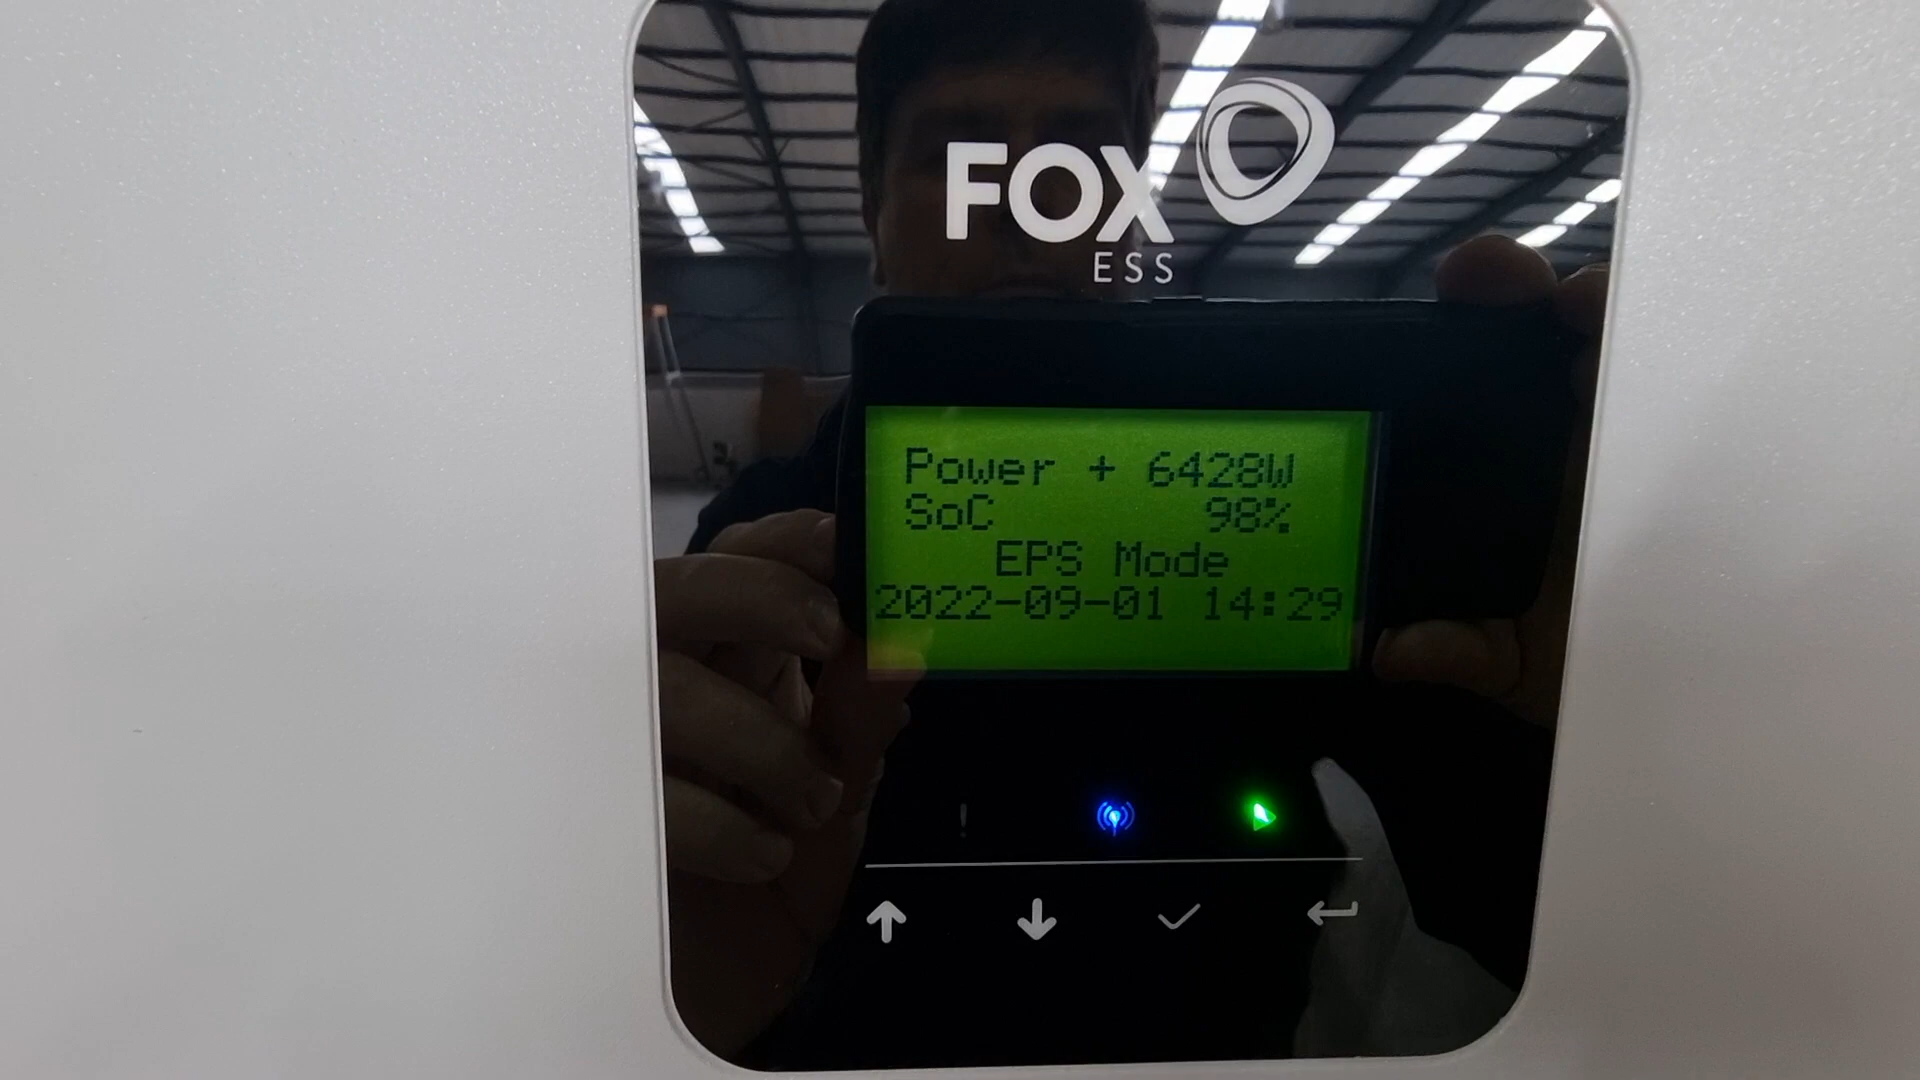 FOX
ESS
Power + 6428W
SoC 98%
EPS Mode
2022-09-01 14:29